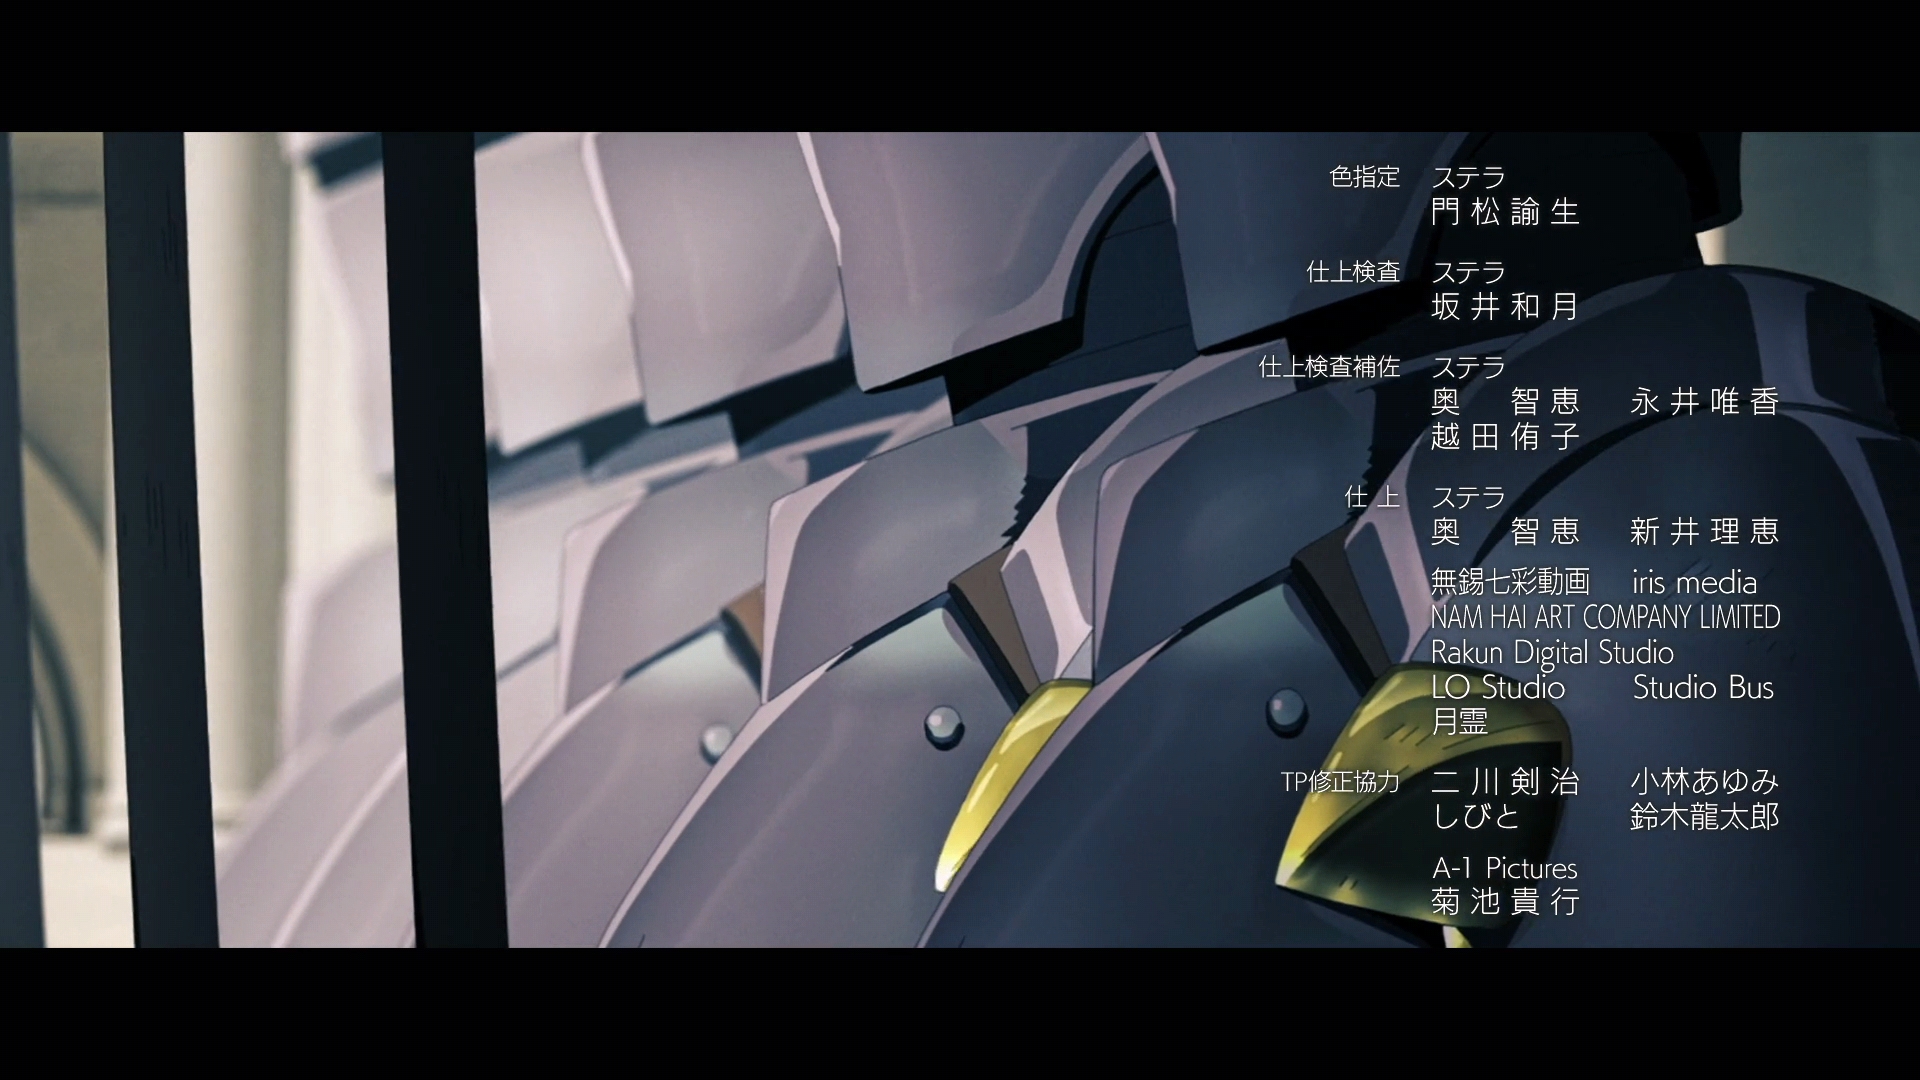 色指定 ステラ
門松諭生
仕上検査 ステラ
坂井和月
仕上検査補佐 ステラ
奥 智恵 永井唯香
越田侑子
仕上 ステラ
奥 智恵 新井理恵
無錫七彩動画 iris media
NAM HAI ART COMPANY LIMITED
Rakun Digital Studio
LO Studio Studio Bus
月霊
TP修正協力 二川剣治 小林あゆみ
しびと 鈴木龍太郎
A-1 Pictures
菊池貴行